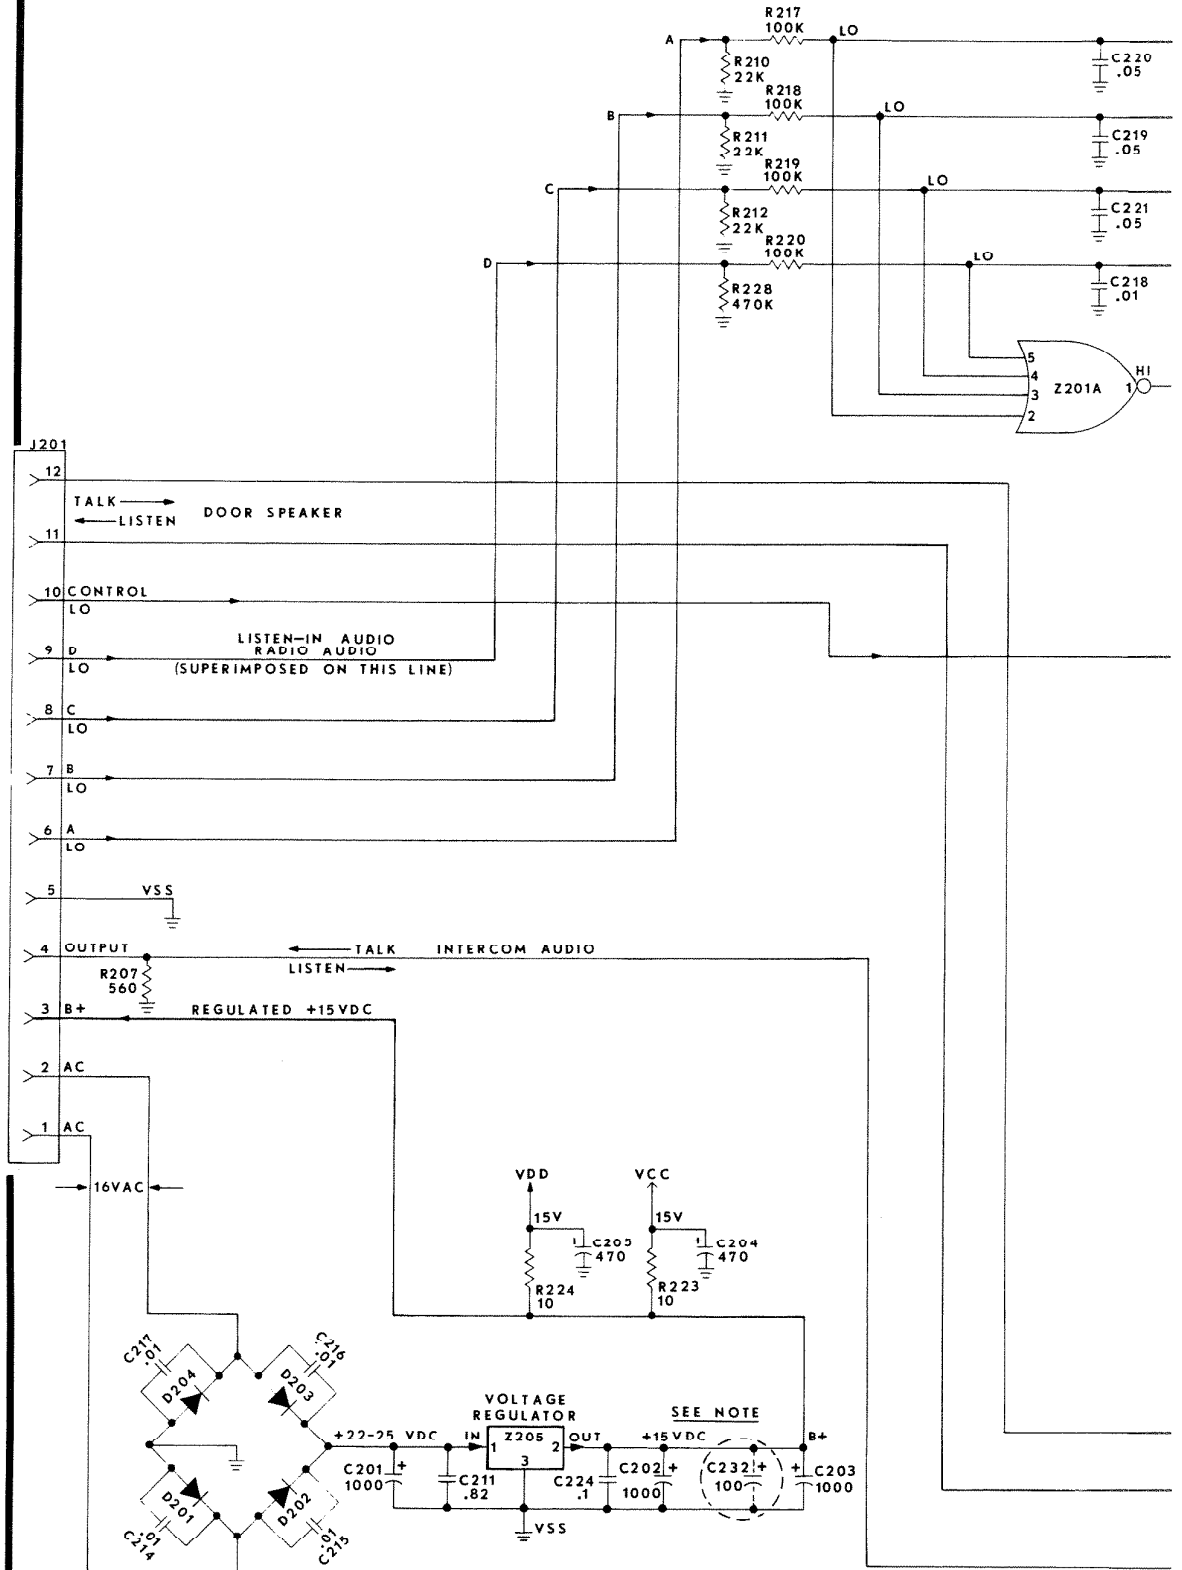 R217
100K
A
LO
R210
22K
C220
.05
R218
100K
B
LO
R211
22K
C219
.05
R219
100K
C
LO
R212
22K
C221
.05
R220
100K
D
LO
R228
470K
C218
.01
5
4
3
2
Z201A
1
HI
J201
12
TALK
LISTEN
DOOR SPEAKER
11
10 CONTROL
LO
LISTEN-IN AUDIO
RADIO AUDIO
(SUPERIMPOSED ON THIS LINE)
9 D
LO
8 C
LO
7 B
LO
6 A
LO
5 VSS
4 OUTPUT
TALK INTERCOM AUDIO
LISTEN
R207
560
3 B+
REGULATED +15VDC
2 AC
1 AC
16VAC
VDD
VCC
15V
15V
C205
470
C204
470
R224
10
R223
10
C217
.01
D204
C216
.01
D203
VOLTAGE
REGULATOR
SEE NOTE
+22-25 VDC
IN
1
Z205
2
OUT
3
+15VDC
B+
C201 +
1000
C211
.82
C224
.1
C202 +
1000
C232 +
100
+ C203
1000
VSS
D201
.01
C214
D202
.01
C215